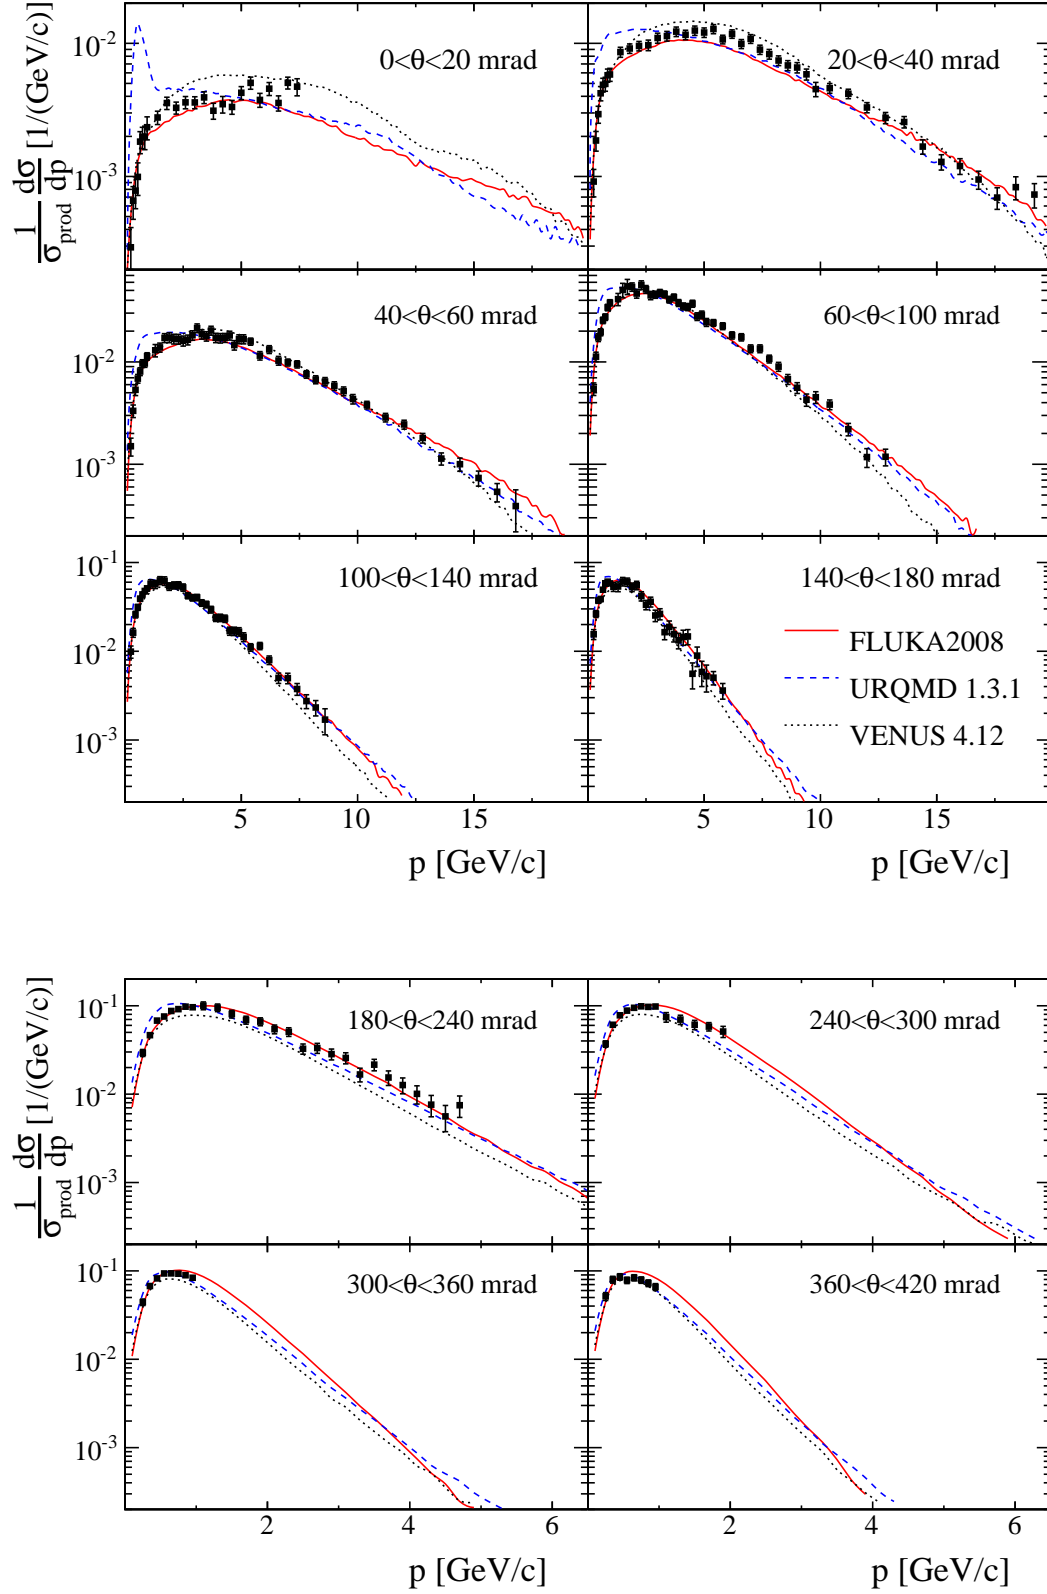 1/σprod dσ/dp [1/(GeV/c)]
10⁻²
10⁻³
0<θ<20 mrad
20<θ<40 mrad
10⁻²
10⁻³
40<θ<60 mrad
60<θ<100 mrad
10⁻¹
10⁻²
10⁻³
100<θ<140 mrad
140<θ<180 mrad
FLUKA2008
URQMD 1.3.1
VENUS 4.12
5 10 15
5 10 15
p [GeV/c]
p [GeV/c]
1/σprod dσ/dp [1/(GeV/c)]
10⁻¹
10⁻²
10⁻³
180<θ<240 mrad
240<θ<300 mrad
10⁻¹
10⁻²
10⁻³
300<θ<360 mrad
360<θ<420 mrad
2 4 6
2 4 6
p [GeV/c]
p [GeV/c]